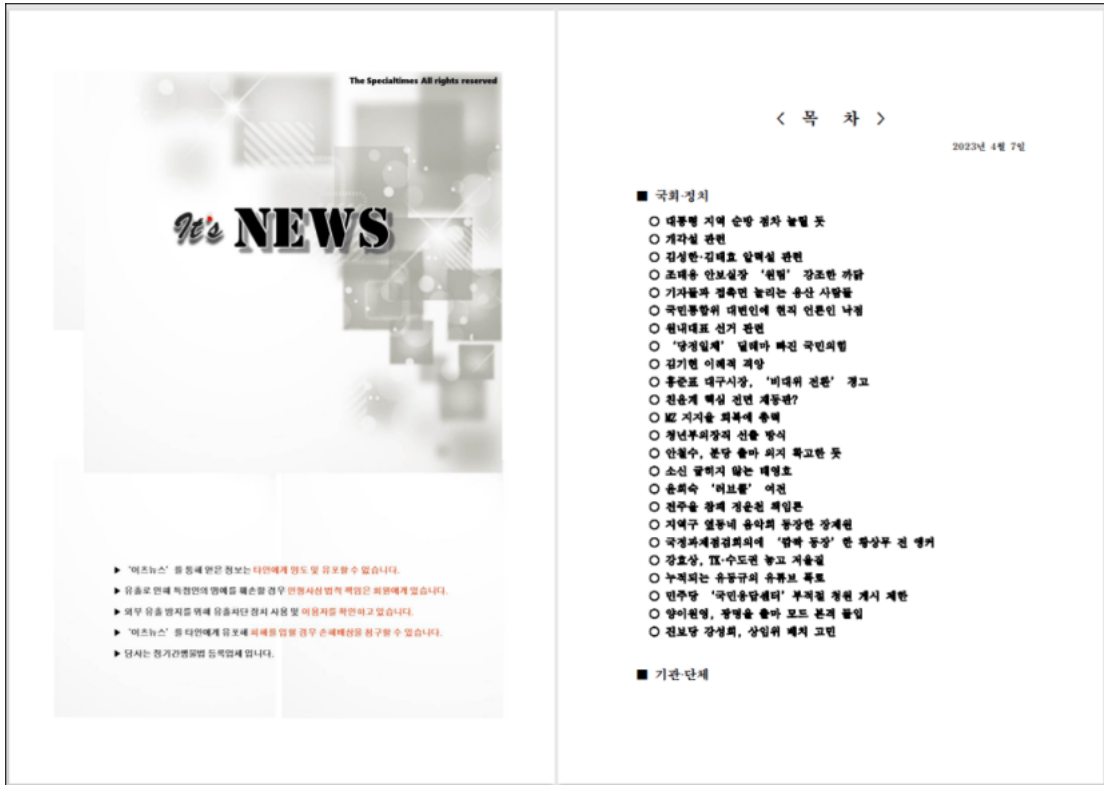 The Specialtimes All rights reserved
It's NEWS
▶ '이츠뉴스' 를 통해 얻은 정보는 타인에게 양도 및 유포할 수 없습니다.
▶ 유출로 인해 특정인의 명예를 훼손할 경우 민형사상 법적 책임은 회원에게 있습니다.
▶ 외부 유출 방지를 위해 유출차단 장치 사용 및 이용자를 확인하고 있습니다.
▶ '이츠뉴스' 를 타인에게 유포해 피해를 입힐 경우 손해배상을 청구할 수 있습니다.
▶ 당사는 정기간행물법 등록업체 입니다.
< 목 차 >
2023년 4월 7일
■ 국회·정치
○ 대통령 지역 순방 점차 늘릴 듯
○ 개각설 관련
○ 김성한·김태효 알력설 관련
○ 조태용 안보실장 '원팀' 강조한 까닭
○ 기자들과 접촉면 늘리는 용산 사람들
○ 국민통합위 대변인에 현직 언론인 낙점
○ 원내대표 선거 관련
○ '당정일체' 딜레마 빠진 국민의힘
○ 김기현 이례적 격앙
○ 홍준표 대구시장, '비대위 전환' 경고
○ 친윤계 핵심 전면 재등판?
○ MZ 지지율 회복에 총력
○ 청년부의장직 선출 방식
○ 안철수, 분당 출마 의지 확고한 듯
○ 소신 굽히지 않는 태영호
○ 윤희숙 '러브콜' 여전
○ 전주을 참패 정운천 책임론
○ 지역구 옆동네 음악회 등장한 장제원
○ 국정과제점검회의에 '깜짝 등장' 한 황상무 전 앵커
○ 강효상, TK·수도권 놓고 저울질
○ 누적되는 유동규의 유튜브 폭로
○ 민주당 '국민응답센터' 부적절 청원 게시 제한
○ 양이원영, 광명을 출마 모드 본격 돌입
○ 진보당 강성희, 상임위 배치 고민
■ 기관·단체